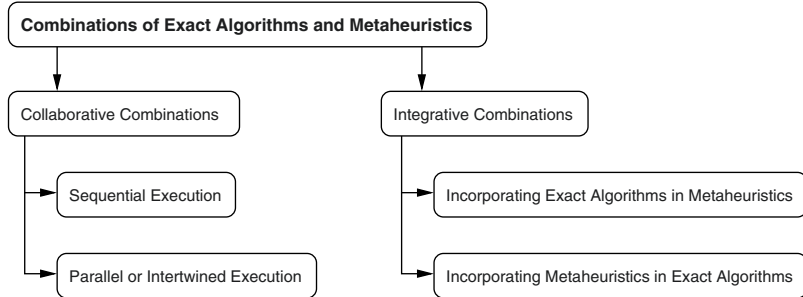 Combinations of Exact Algorithms and Metaheuristics
Collaborative Combinations
Integrative Combinations
Sequential Execution
Incorporating Exact Algorithms in Metaheuristics
Parallel or Intertwined Execution
Incorporating Metaheuristics in Exact Algorithms